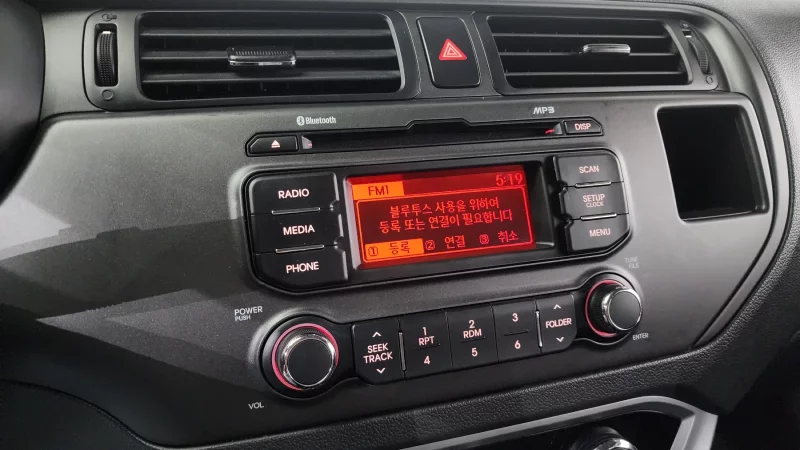 Bluetooth
MP3
DISP
RADIO
MEDIA
PHONE
FM1 5:19
블루투스 사용을 위하여
등록 또는 연결이 필요합니다
① 등록 ② 연결 ③ 취소
SCAN
SETUP
CLOCK
MENU
POWER
PUSH
VOL
SEEK
TRACK
1
RPT
4
2
RDM
5
3
6
FOLDER
TUNE
FILE
ENTER